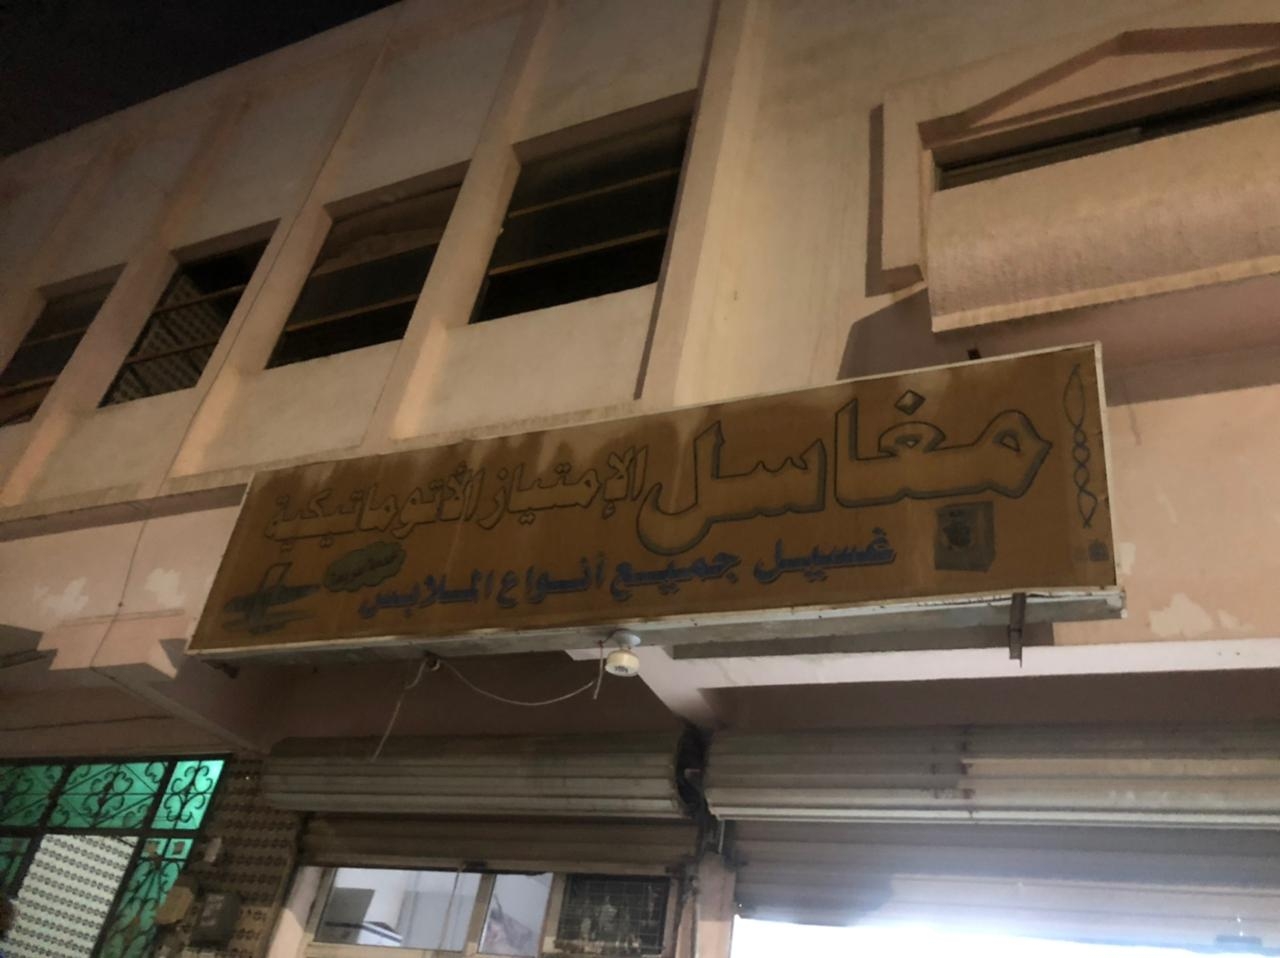 مغاسل الإمتياز الأتوماتيكية
غسيل جميع أنواع الملابس